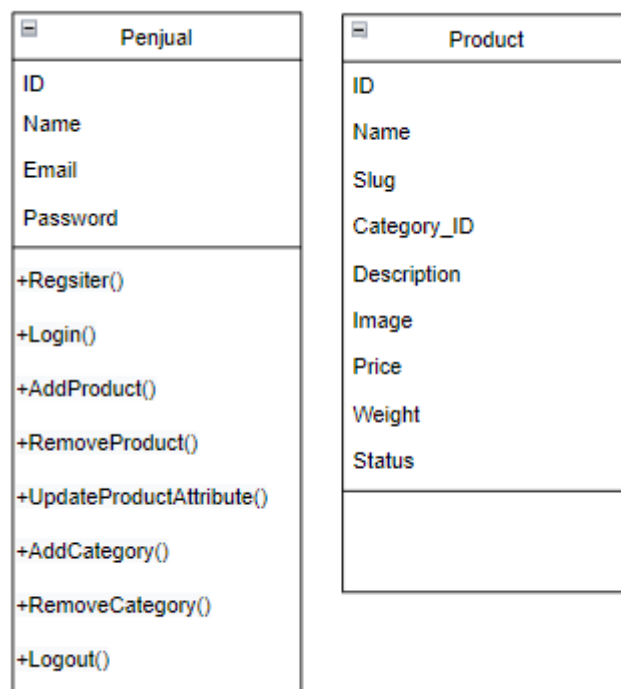 Penjual
ID
Name
Email
Password
+Regsiter()
+Login()
+AddProduct()
+RemoveProduct()
+UpdateProductAttribute()
+AddCategory()
+RemoveCategory()
+Logout()
Product
ID
Name
Slug
Category_ID
Description
Image
Price
Weight
Status